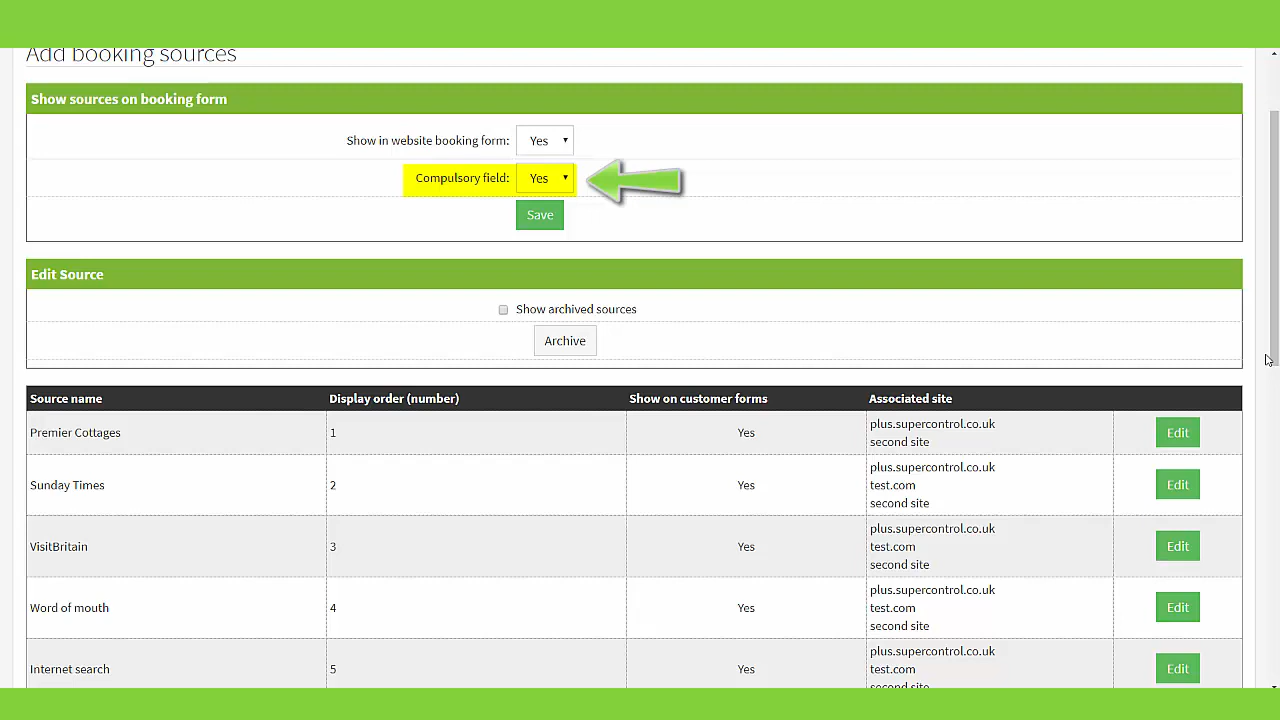 Add booking sources
Show sources on booking form
Show in website booking form: Yes
Compulsory field: Yes
Save
Edit Source
Show archived sources
Archive
Source name Display order (number) Show on customer forms Associated site
Premier Cottages 1 Yes plus.supercontrol.co.uk
second site
Edit
Sunday Times 2 Yes plus.supercontrol.co.uk
test.com
second site
Edit
VisitBritain 3 Yes plus.supercontrol.co.uk
test.com
second site
Edit
Word of mouth 4 Yes plus.supercontrol.co.uk
test.com
second site
Edit
Internet search 5 Yes plus.supercontrol.co.uk
test.com
second site
Edit